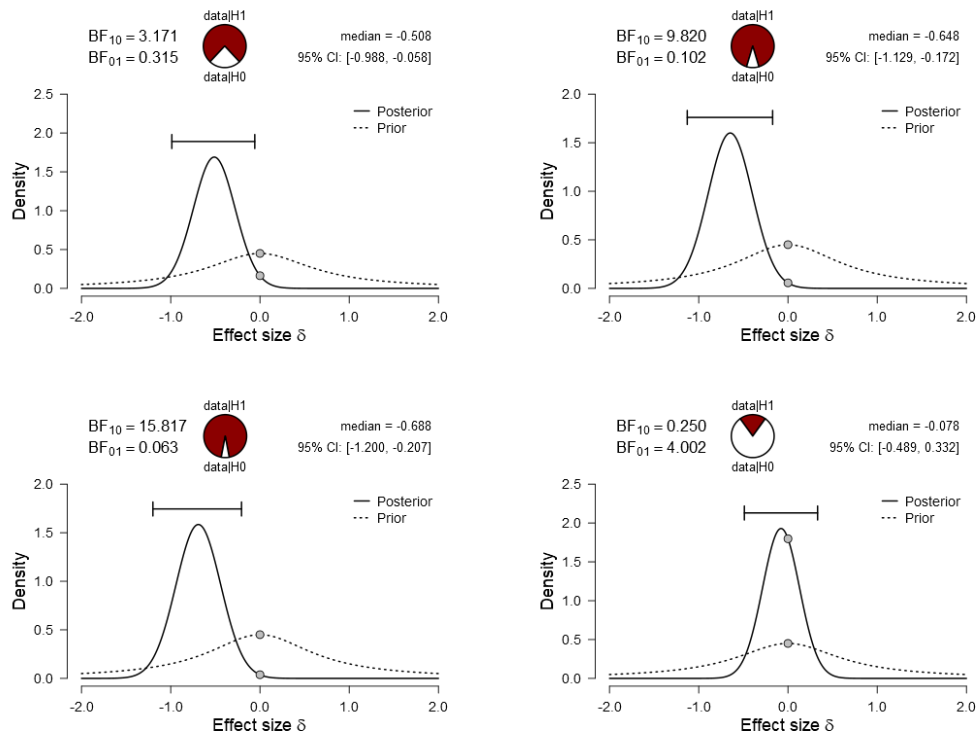 data|H1
BF10 = 3.171
BF01 = 0.315
median = -0.508
95% CI: [-0.988, -0.058]
data|H0
2.5
2.0
1.5
1.0
0.5
0.0
Density
Posterior
Prior
-2.0 -1.0 0.0 1.0 2.0
Effect size δ
data|H1
BF10 = 9.820
BF01 = 0.102
median = -0.648
95% CI: [-1.129, -0.172]
data|H0
2.0
1.5
1.0
0.5
0.0
Density
Posterior
Prior
-2.0 -1.0 0.0 1.0 2.0
Effect size δ
data|H1
BF10 = 15.817
BF01 = 0.063
median = -0.688
95% CI: [-1.200, -0.207]
data|H0
2.0
1.5
1.0
0.5
0.0
Density
Posterior
Prior
-2.0 -1.0 0.0 1.0 2.0
Effect size δ
data|H1
BF10 = 0.250
BF01 = 4.002
median = -0.078
95% CI: [-0.489, 0.332]
data|H0
2.5
2.0
1.5
1.0
0.5
0.0
Density
Posterior
Prior
-2.0 -1.0 0.0 1.0 2.0
Effect size δ